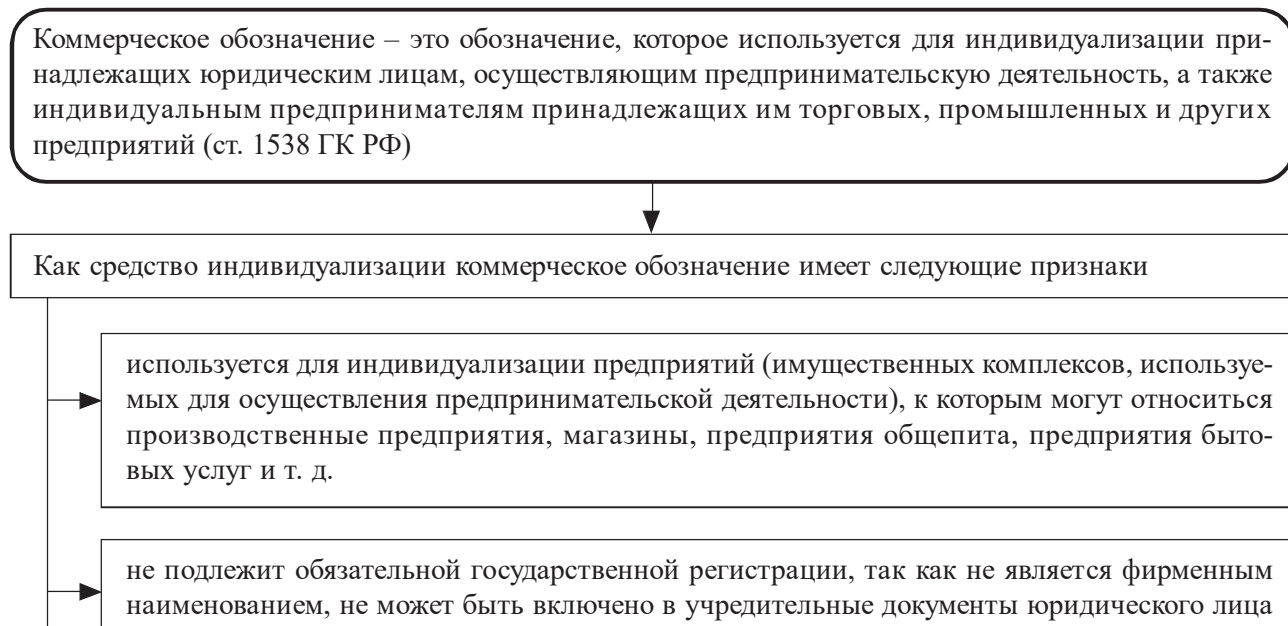 Коммерческое обозначение – это обозначение, которое используется для индивидуализации при-
надлежащих юридическим лицам, осуществляющим предпринимательскую деятельность, а также
индивидуальным предпринимателям принадлежащих им торговых, промышленных и других
предприятий (ст. 1538 ГК РФ)
Как средство индивидуализации коммерческое обозначение имеет следующие признаки
используется для индивидуализации предприятий (имущественных комплексов, используе-
мых для осуществления предпринимательской деятельности), к которым могут относиться
производственные предприятия, магазины, предприятия общепита, предприятия быто-
вых услуг и т. д.
не подлежит обязательной государственной регистрации, так как не является фирменным
наименованием, не может быть включено в учредительные документы юридического лица